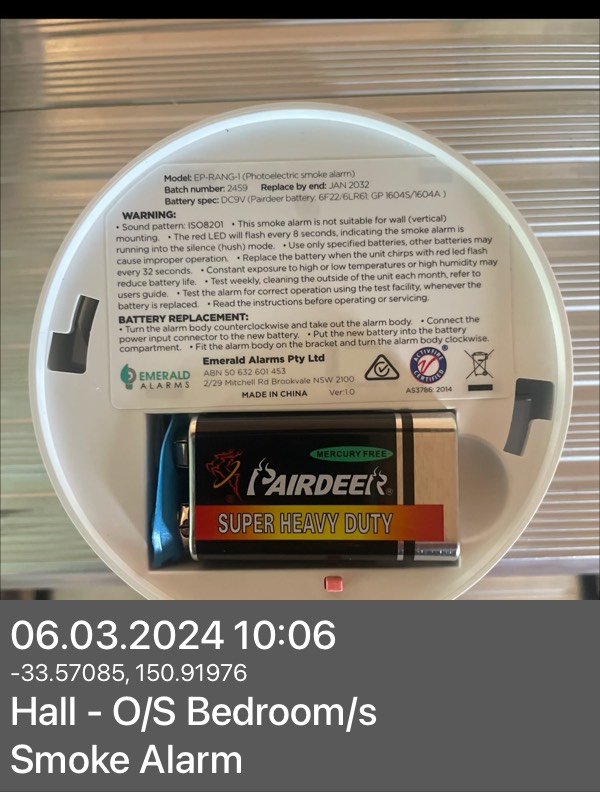 Model: EP-RANG-1 (Photoelectric smoke alarm)
Batch number: 2459 Replace by end: JAN 2032
Battery spec: DC9V (Pairdeer battery: 6F22/6LR61; GP 1604S/1604A )
WARNING:
• Sound pattern: ISO8201 • This smoke alarm is not suitable for wall (vertical)
mounting. • The red LED will flash every 8 seconds, indicating the smoke alarm is
running into the silence (hush) mode. • Use only specified batteries, other batteries may
cause improper operation. • Replace the battery when the unit chirps with red led flash
every 32 seconds. • Constant exposure to high or low temperatures or high humidity may
reduce battery life. • Test weekly, cleaning the outside of the unit each month, refer to
users guide. • Test the alarm for correct operation using the test facility, whenever the
battery is replaced. • Read the instructions before operating or servicing.
BATTERY REPLACEMENT:
• Turn the alarm body counterclockwise and take out the alarm body. • Connect the
power input connector to the new battery. • Put the new battery into the battery
compartment. • Fit the alarm body on the bracket and turn the alarm body clockwise.
EMERALD
ALARMS
Emerald Alarms Pty Ltd
ABN 50 632 601 453
2/29 Mitchell Rd Brookvale NSW 2100
MADE IN CHINA Ver:1.0
ACTIVFIRE
CERTIFIED
®
AS3786: 2014
MERCURY FREE
PAIRDEER®
SUPER HEAVY DUTY
06.03.2024 10:06
-33.57085, 150.91976
Hall - O/S Bedroom/s
Smoke Alarm